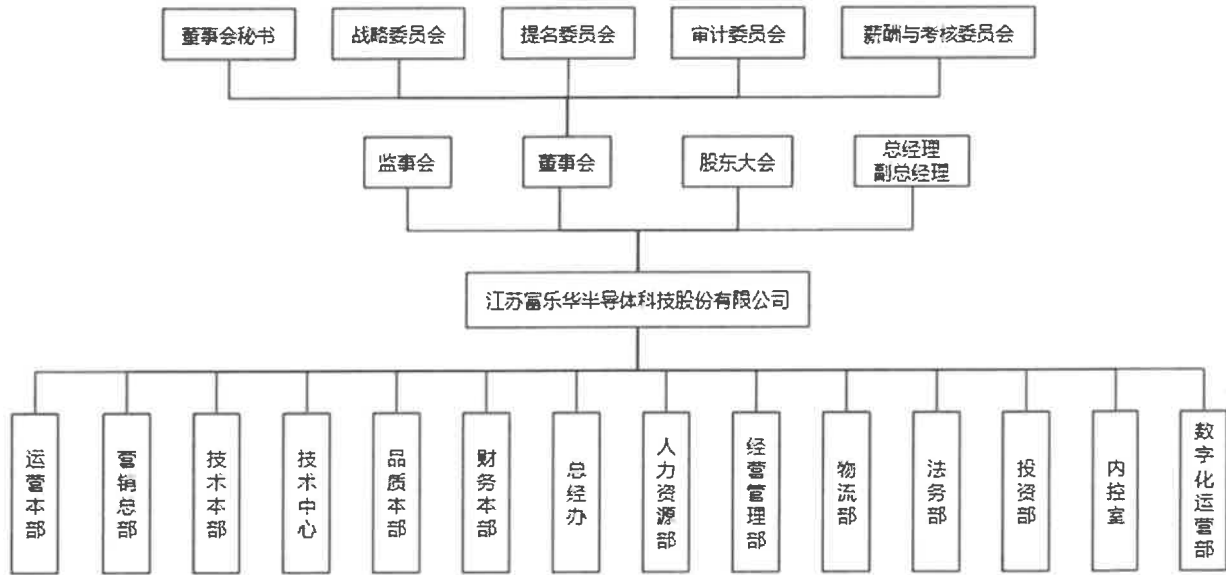 董事会秘书
战略委员会
提名委员会
审计委员会
薪酬与考核委员会
监事会
董事会
股东大会
总经理
副总经理
江苏富乐华半导体科技股份有限公司
运营本部
营销总部
技术本部
技术中心
品质本部
财务本部
总经办
人力资源部
经营管理部
物流部
法务部
投资部
内控室
数字化运营部